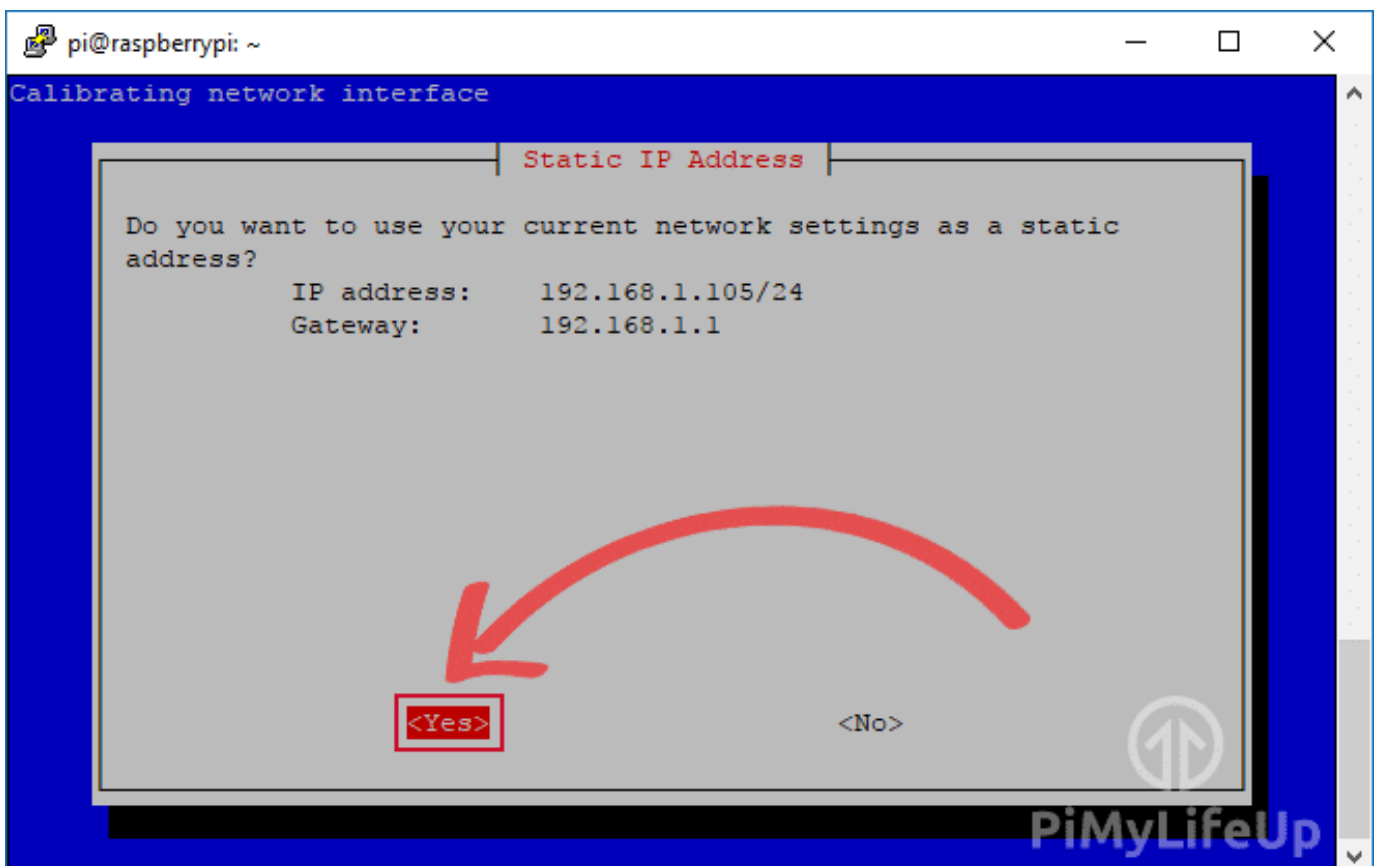 pi@raspberrypi: ~
Calibrating network interface
Static IP Address
Do you want to use your current network settings as a static
address?
IP address: 192.168.1.105/24
Gateway: 192.168.1.1
<Yes> <No>
PiMyLifeUp